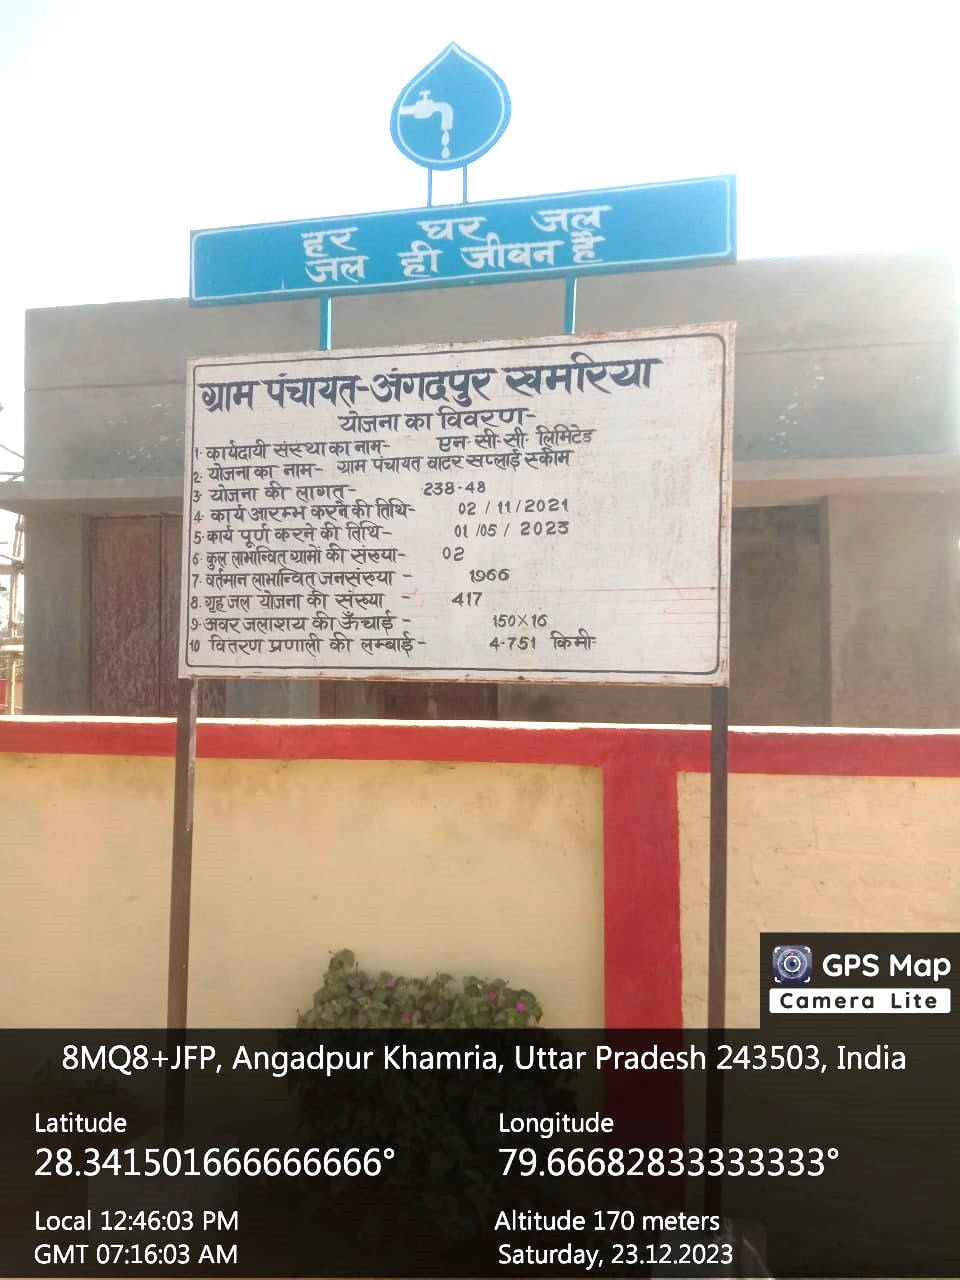 हर घर जल
जल ही जीवन है
ग्राम पंचायत-अंगदपुर खमरिया
योजना का विवरण-
1. कार्यदायी संस्था का नाम- एन.सी.सी. लिमिटेड
2. योजना का नाम- ग्राम पंचायत वाटर सप्लाई स्कीम
3. योजना की लागत- 238.48
4. कार्य आरम्भ करने की तिथि- 02 / 11 / 2021
5. कार्य पूर्ण करने की तिथि- 01 /05 / 2023
6. कुल लाभान्वित ग्रामों की संख्या- 02
7. वर्तमान लाभान्वित जनसंख्या - 1966
8. गृह जल योजना की संख्या - 417
9. अवर जलाशय की ऊँचाई - 150X16
10 वितरण प्रणाली की लम्बाई- 4.751 किमी.
GPS Map
Camera Lite
8MQ8+JFP, Angadpur Khamria, Uttar Pradesh 243503, India
Latitude Longitude
28.341501666666666° 79.66682833333333°
Local 12:46:03 PM Altitude 170 meters
GMT 07:16:03 AM Saturday, 23.12.2023